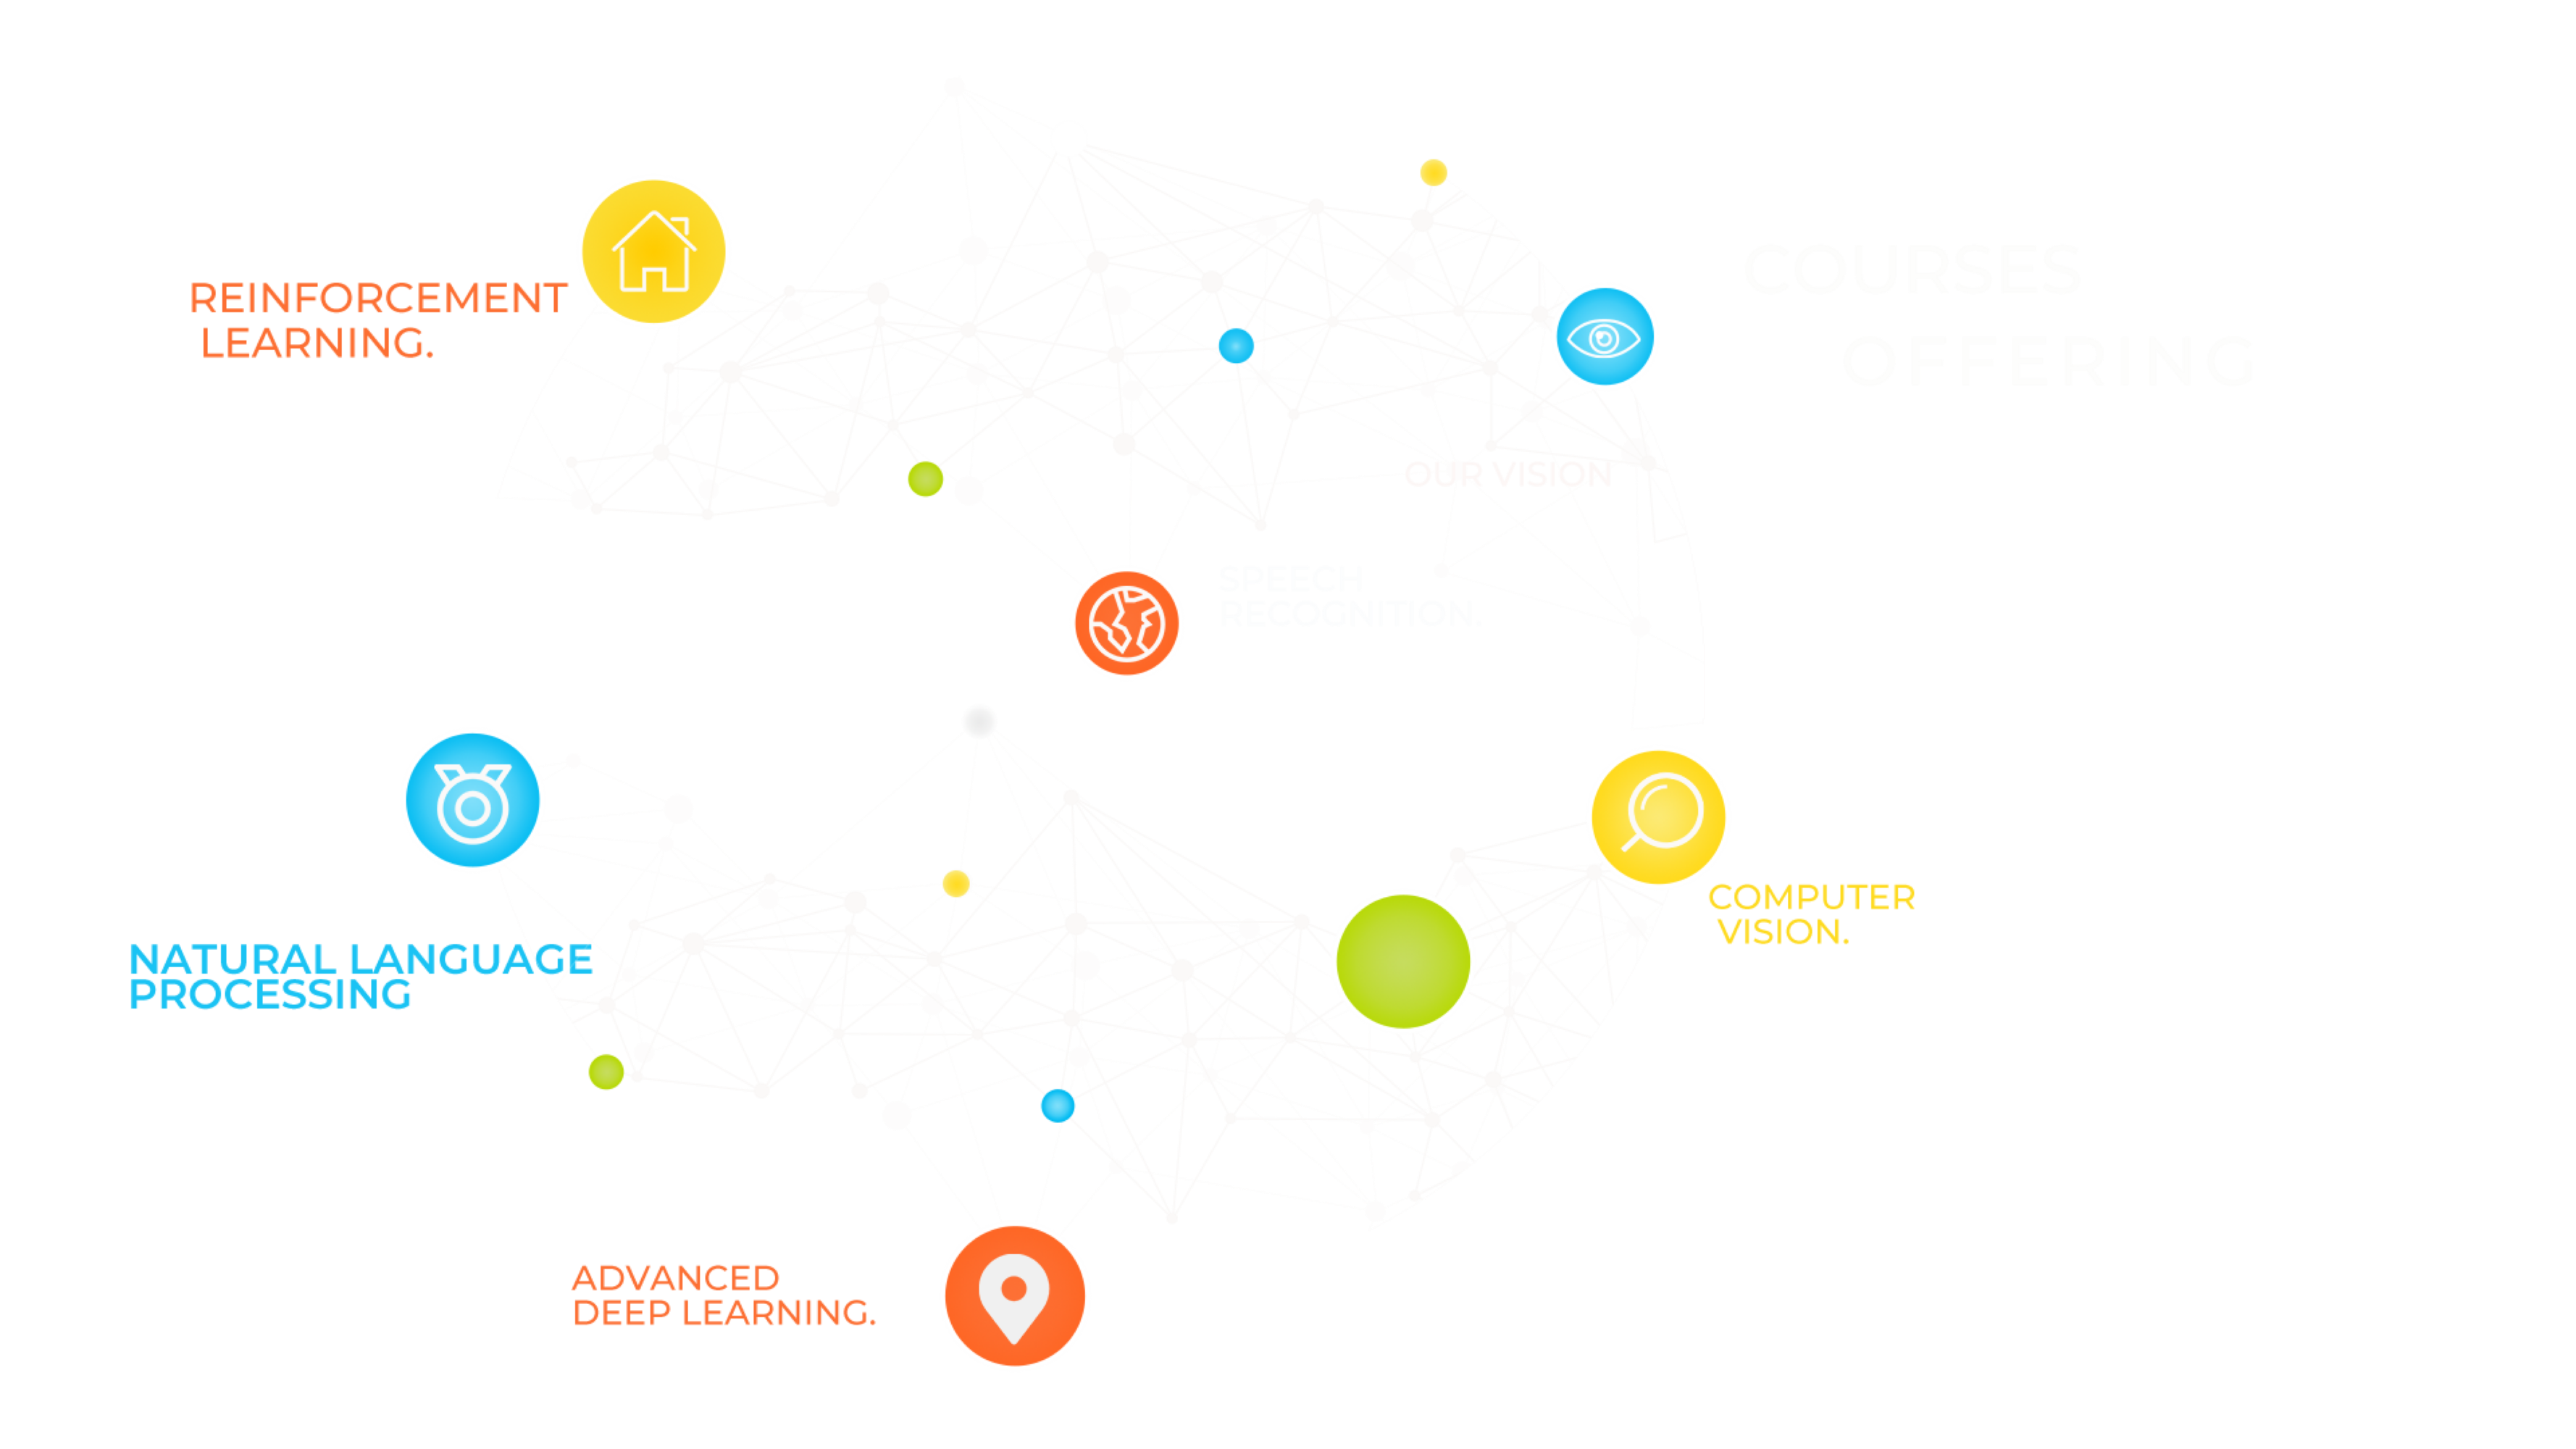 COURSES
OFFERING
REINFORCEMENT
LEARNING.
OUR VISION
SPEECH
RECOGNITION.
COMPUTER
VISION.
NATURAL LANGUAGE
PROCESSING
ADVANCED
DEEP LEARNING.